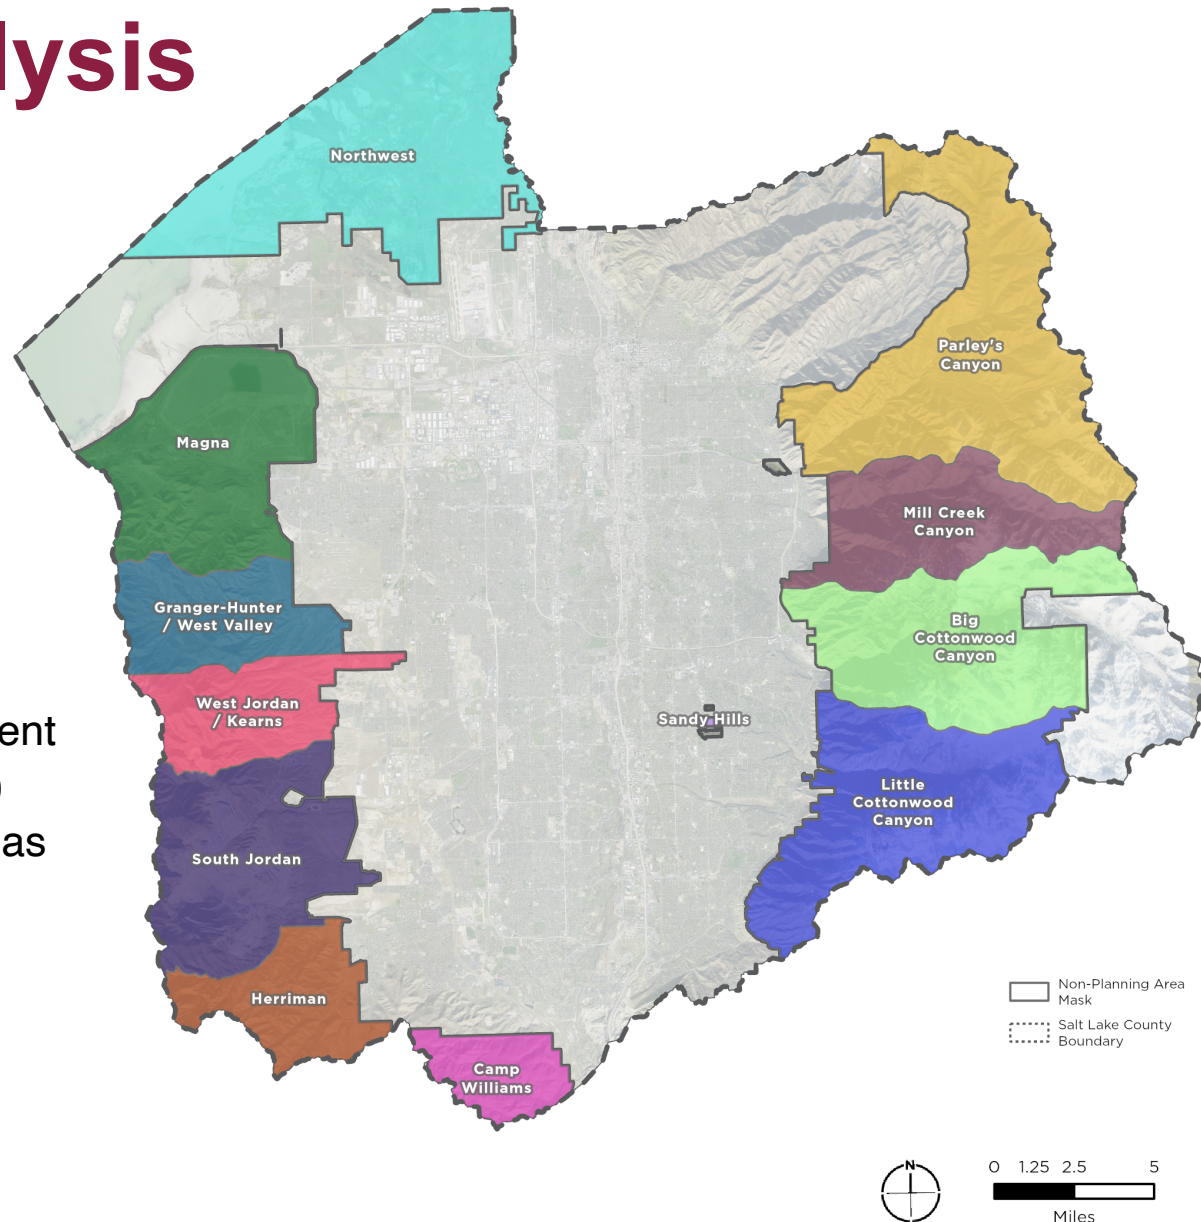 lysis
Northwest
Parley's
Canyon
Magna
Mill Creek
Canyon
Granger-Hunter
/ West Valley
Big
Cottonwood
Canyon
West Jordan
/ Kearns
Sandy Hills
ent
)
as
Little
Cottonwood
Canyon
South Jordan
Herriman
Camp
Williams
Non-Planning Area
Mask
Salt Lake County
Boundary
N
0 1.25 2.5 5
Miles